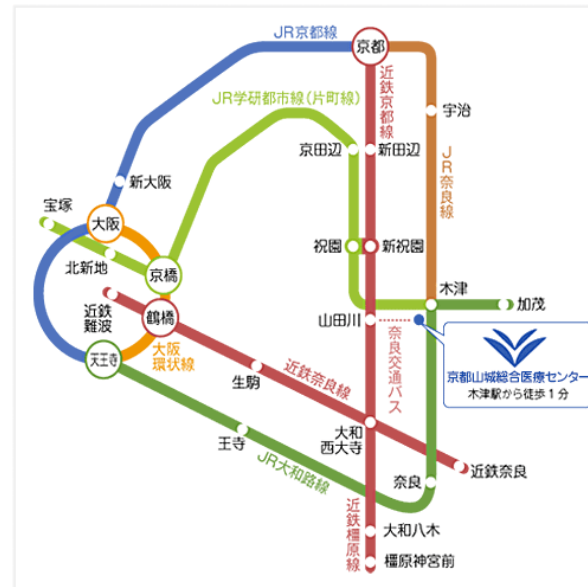 JR京都線
京都
JR学研都市線(片町線)
近鉄京都線
宇治
京田辺
新田辺
JR奈良線
新大阪
宝塚
大阪
北新地
京橋
祝園
新祝園
木津
加茂
近鉄
難波
鶴橋
山田川
奈良交通バス
天王寺
大阪
環状線
京都山城総合医療センター
木津駅から徒歩1分
生駒
近鉄奈良線
王寺
大和
西大寺
JR大和路線
奈良
近鉄奈良
近鉄橿原線
大和八木
橿原神宮前